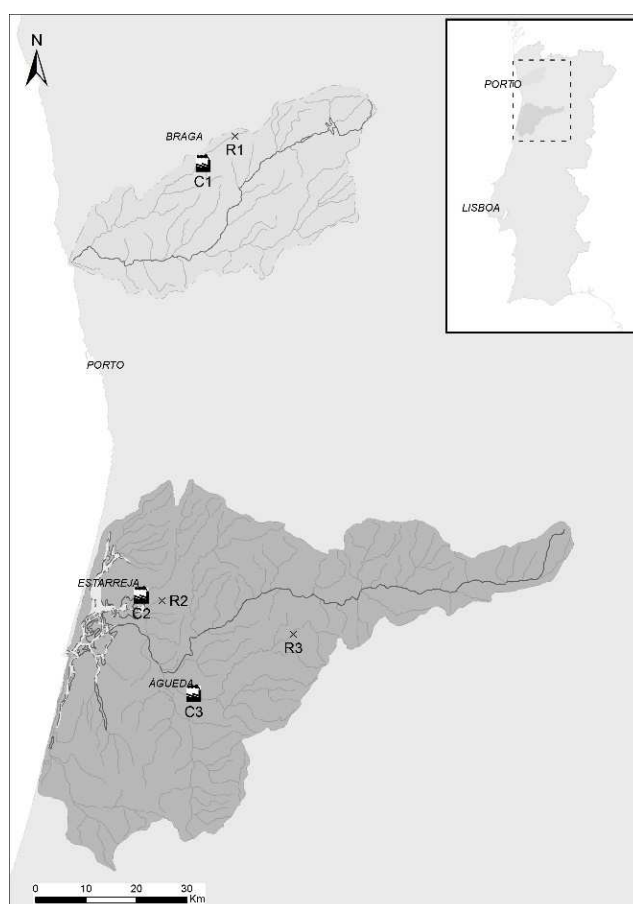 N
PORTO
LISBOA
BRAGA
R1
C1
PORTO
ESTARREJA
C2
R2
R3
ÁGUEDA
C3
0 10 20 30
Km